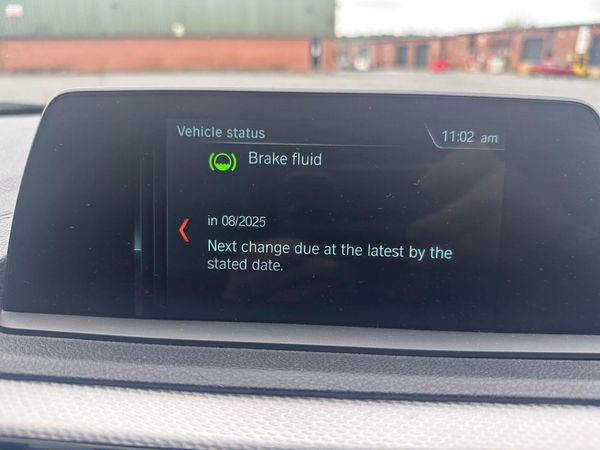 Vehicle status
11:02 am
Brake fluid
in 08/2025
Next change due at the latest by the
stated date.